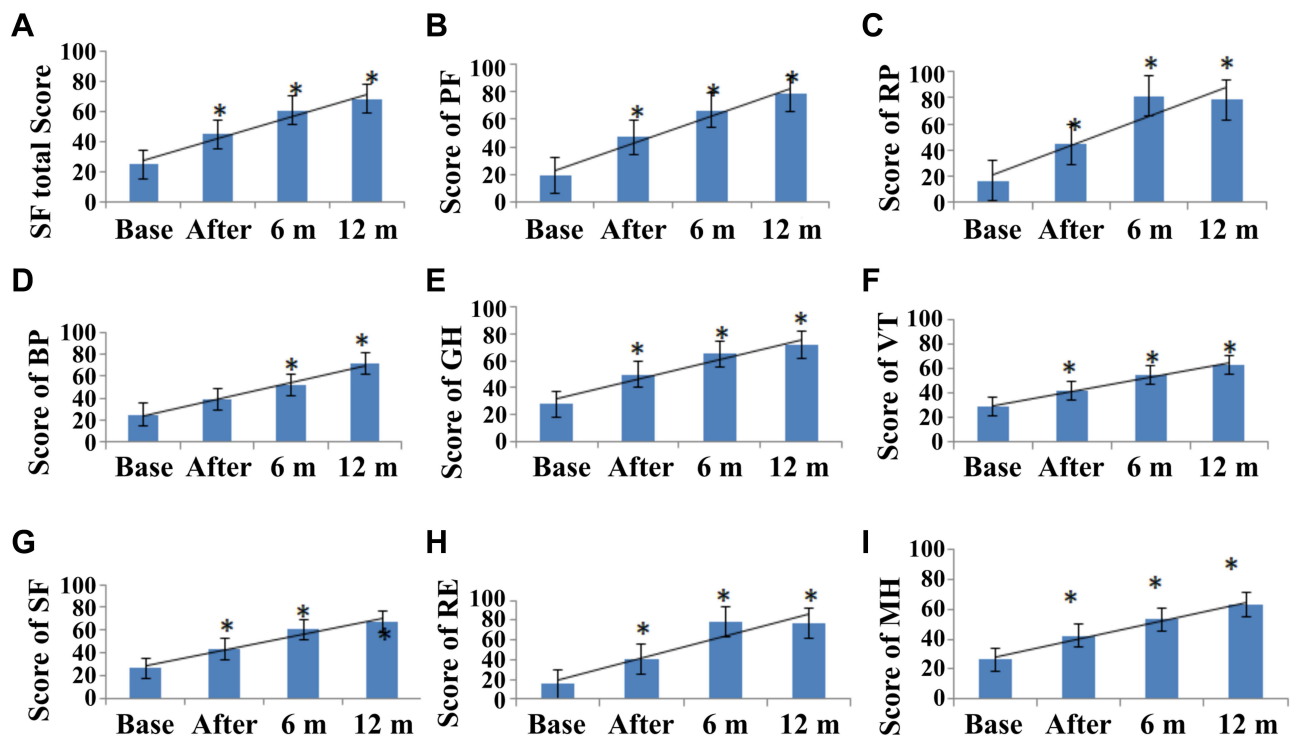 A
SF total Score
100
80
60
40
20
0
*
*
*
Base After 6 m 12 m
B
Score of PF
100
80
60
40
20
0
*
*
*
Base After 6 m 12 m
C
Score of RP
100
80
60
40
20
0
*
*
*
Base After 6 m 12 m
D
Score of BP
100
80
60
40
20
0
*
*
Base After 6 m 12 m
E
Score of GH
100
80
60
40
20
0
*
*
*
Base After 6 m 12 m
F
Score of VT
100
80
60
40
20
0
*
*
*
Base After 6 m 12 m
G
Score of SF
100
80
60
40
20
0
*
*
*
Base After 6 m 12 m
H
Score of RE
100
80
60
40
20
0
*
*
*
Base After 6 m 12 m
I
Score of MH
100
80
60
40
20
0
*
*
*
Base After 6 m 12 m